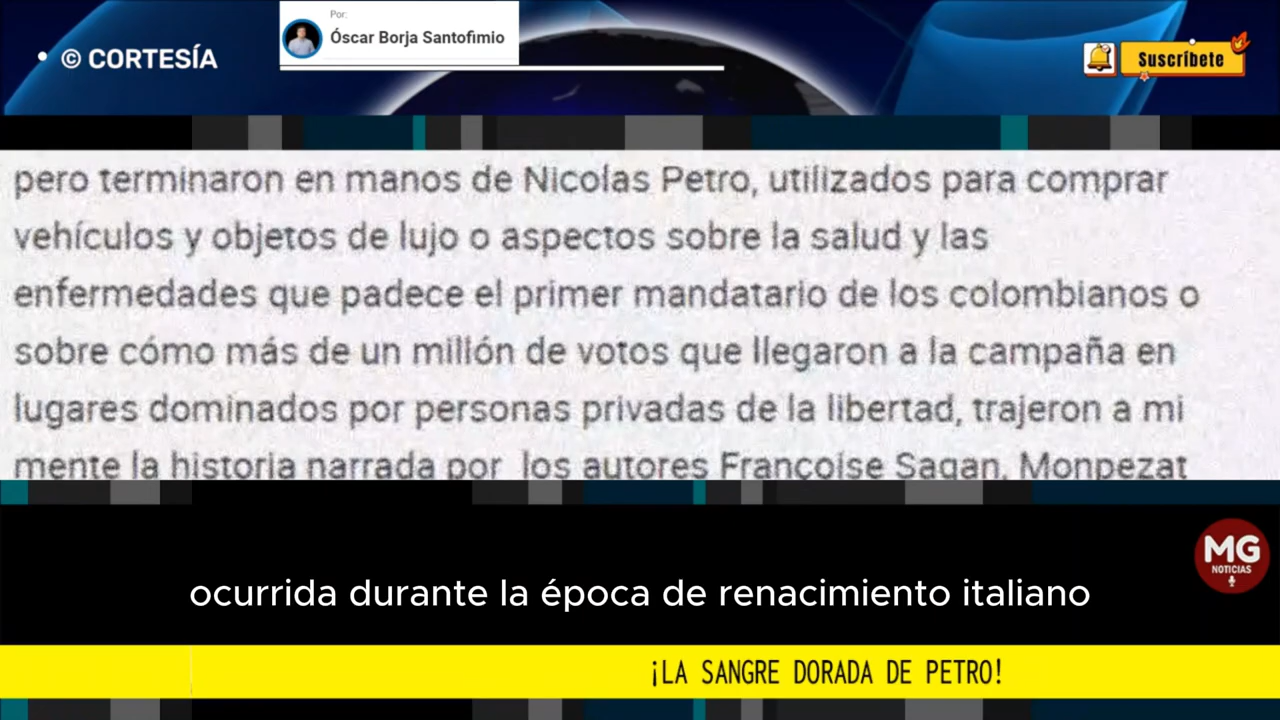 Por:
Óscar Borja Santofimio
© CORTESÍA
Suscríbete
pero terminaron en manos de Nicolas Petro, utilizados para comprar
vehículos y objetos de lujo o aspectos sobre la salud y las
enfermedades que padece el primer mandatario de los colombianos o
sobre cómo más de un millón de votos que llegaron a la campaña en
lugares dominados por personas privadas de la libertad, trajeron a mi
mente la historia narrada por los autores Françoise Sagan, Monpezat
MG
NOTICIAS
ocurrida durante la época de renacimiento italiano
¡LA SANGRE DORADA DE PETRO!